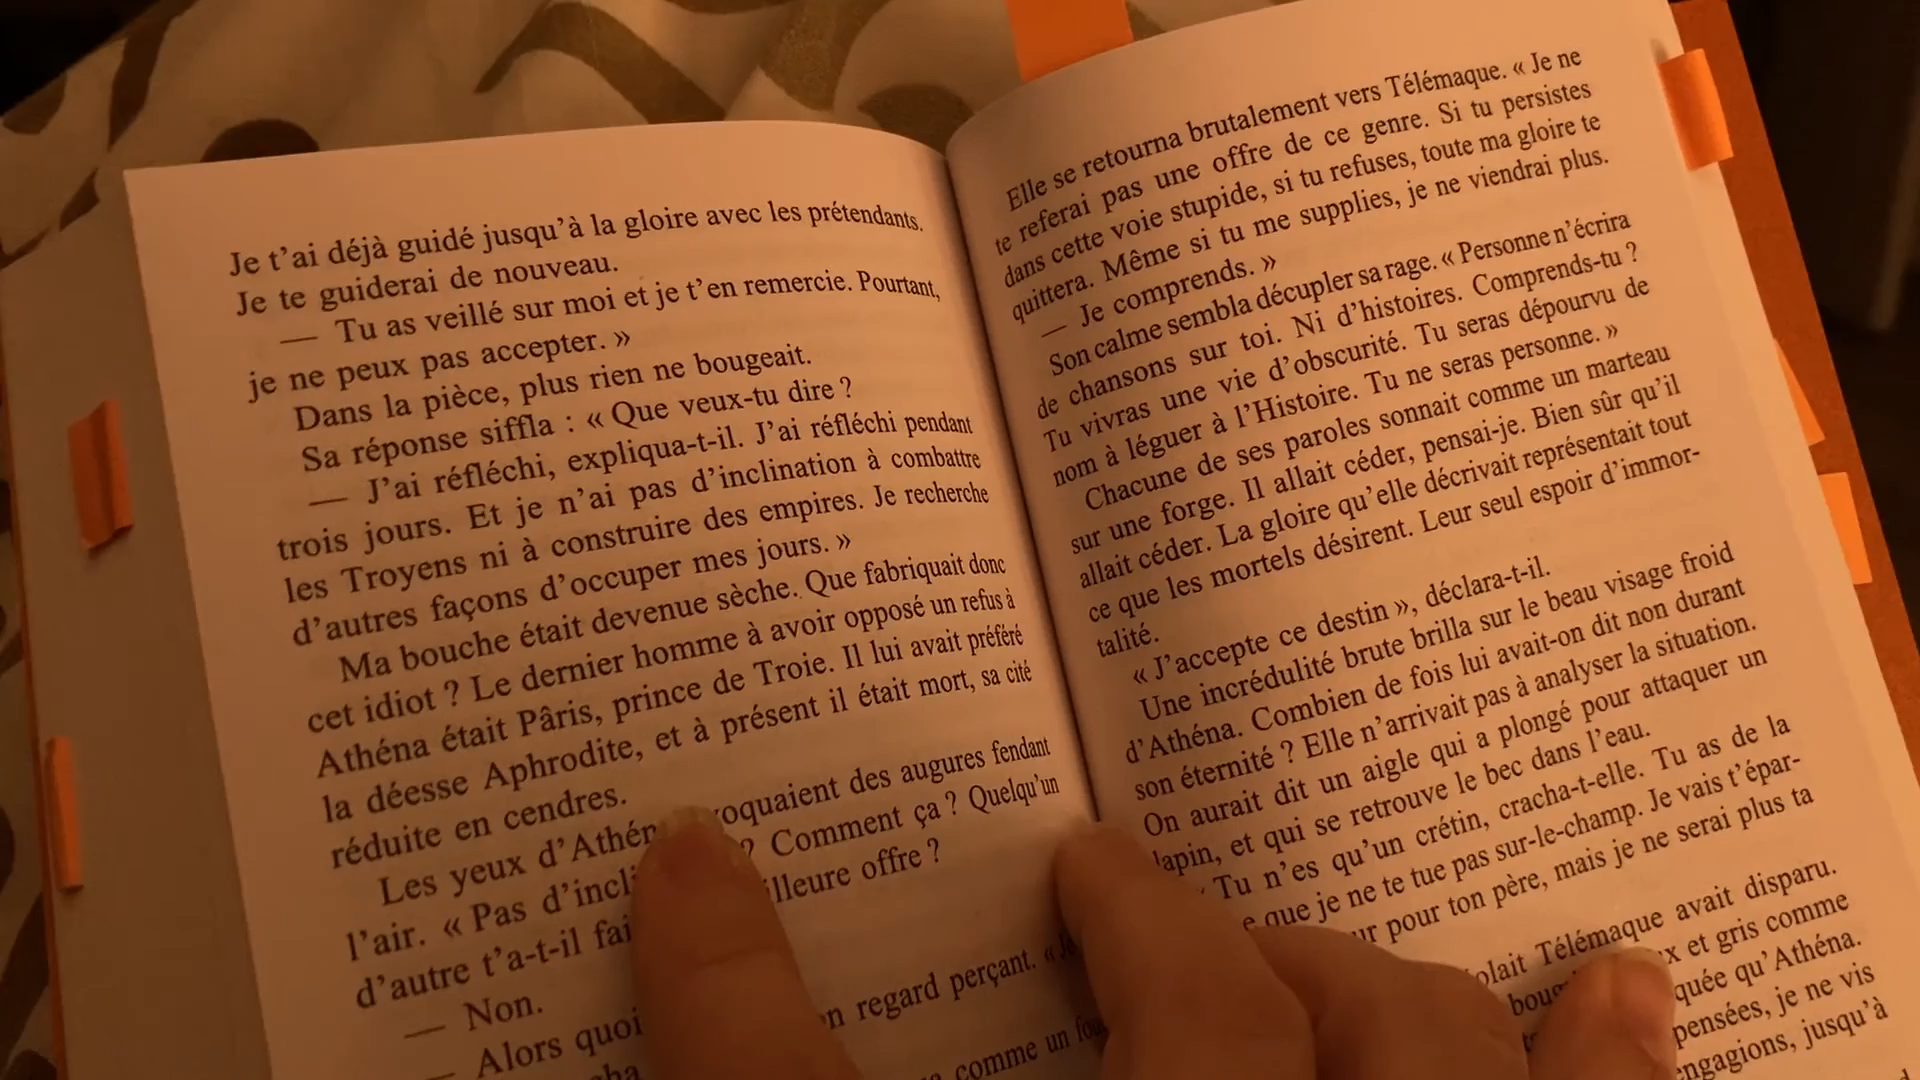 Je t'ai déjà guidé jusqu'à la gloire avec les prétendants.
Je te guiderai de nouveau.
— Tu as veillé sur moi et je t'en remercie. Pourtant,
je ne peux pas accepter. »
Dans la pièce, plus rien ne bougeait.
Sa réponse siffla : « Que veux-tu dire ?
— J'ai réfléchi, expliqua-t-il. J'ai réfléchi pendant
trois jours. Et je n'ai pas d'inclination à combattre
les Troyens ni à construire des empires. Je recherche
d'autres façons d'occuper mes jours. »
Ma bouche était devenue sèche. Que fabriquait donc
cet idiot ? Le dernier homme à avoir opposé un refus à
Athéna était Pâris, prince de Troie. Il lui avait préféré
la déesse Aphrodite, et à présent il était mort, sa cité
réduite en cendres.
Les yeux d'Athén voquaient des augures fendant
l'air. « Pas d'incli ? Comment ça ? Quelqu'un
d'autre t'a-t-il fai illeure offre ?
— Non.
— Alors quoi
n regard perçant. «
comme un
Elle se retourna brutalement vers Télémaque. « Je ne
te referai pas une offre de ce genre. Si tu persistes
dans cette voie stupide, si tu refuses, toute ma gloire te
quittera. Même si tu me supplies, je ne viendrai plus.
— Je comprends. »
Son calme sembla décupler sa rage. « Personne n'écrira
de chansons sur toi. Ni d'histoires. Comprends-tu ?
Tu vivras une vie d'obscurité. Tu seras dépourvu de
nom à léguer à l'Histoire. Tu ne seras personne. »
Chacune de ses paroles sonnait comme un marteau
sur une forge. Il allait céder, pensai-je. Bien sûr qu'il
allait céder. La gloire qu'elle décrivait représentait tout
ce que les mortels désirent. Leur seul espoir d'immor-
talité.
« J'accepte ce destin », déclara-t-il.
Une incrédulité brute brilla sur le beau visage froid
d'Athéna. Combien de fois lui avait-on dit non durant
son éternité ? Elle n'arrivait pas à analyser la situation.
On aurait dit un aigle qui a plongé pour attaquer un
lapin, et qui se retrouve le bec dans l'eau.
Tu n'es qu'un crétin, cracha-t-elle. Tu as de la
e que je ne te tue pas sur-le-champ. Je vais t'épar-
ur pour ton père, mais je ne serai plus ta
olait Télémaque avait disparu.
x et gris comme
quée qu'Athéna.
pensées, je ne vis
engagions, jusqu'à